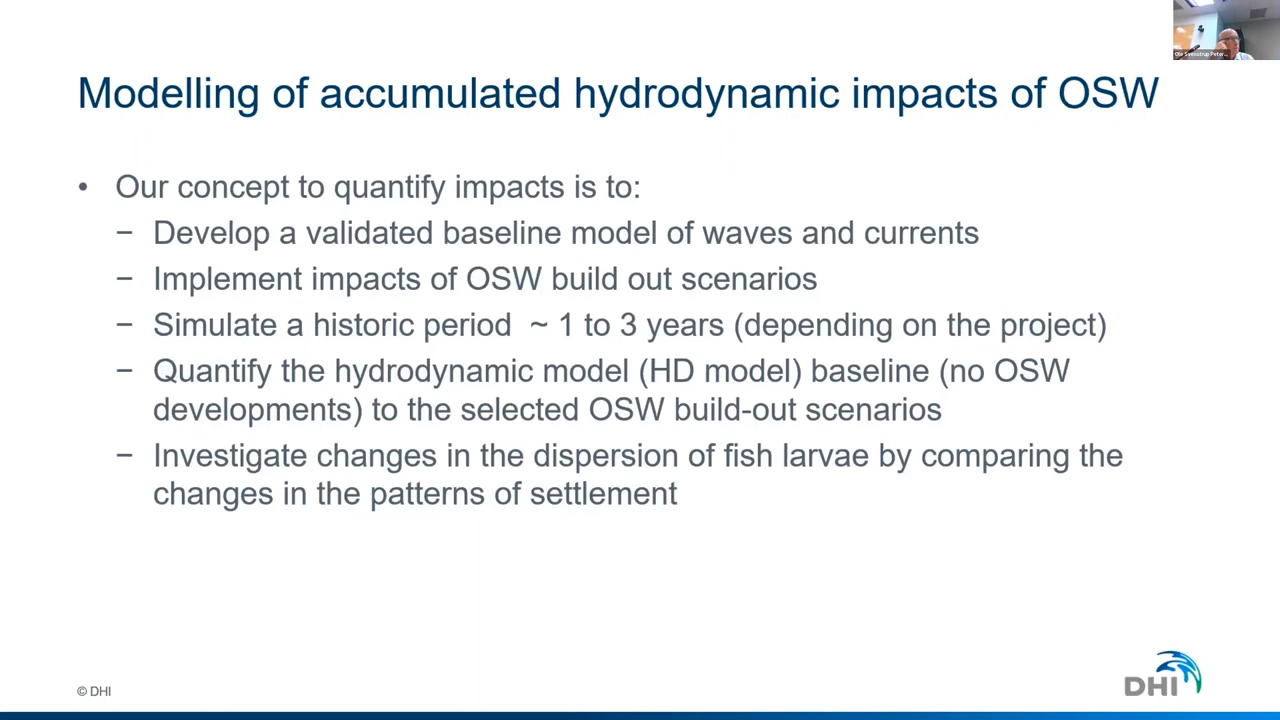 Modelling of accumulated hydrodynamic impacts of OSW
• Our concept to quantify impacts is to:
− Develop a validated baseline model of waves and currents
− Implement impacts of OSW build out scenarios
− Simulate a historic period ~ 1 to 3 years (depending on the project)
− Quantify the hydrodynamic model (HD model) baseline (no OSW
developments) to the selected OSW build-out scenarios
− Investigate changes in the dispersion of fish larvae by comparing the
changes in the patterns of settlement
© DHI
DHI